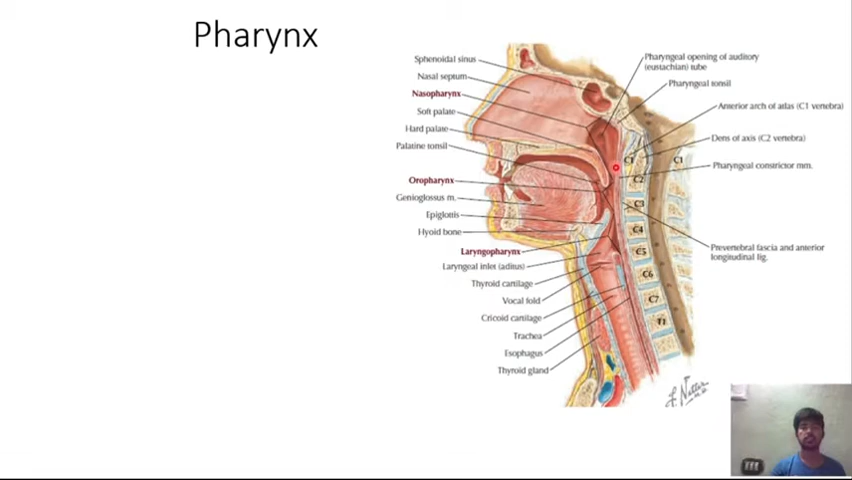 Pharynx
Sphenoidal sinus
Nasal septum
Nasopharynx
Soft palate
Hard palate
Palatine tonsil
Oropharynx
Genioglossus m.
Epiglottis
Hyoid bone
Laryngopharynx
Laryngeal inlet (aditus)
Thyroid cartilage
Vocal fold
Cricoid cartilage
Trachea
Esophagus
Thyroid gland
Pharyngeal opening of auditory
(eustachian) tube
Pharyngeal tonsil
Anterior arch of atlas (C1 vertebra)
Dens of axis (C2 vertebra)
Pharyngeal constrictor mm.
Prevertebral fascia and anterior
longitudinal lig.
C1
C1
C2
C3
C4
C5
C6
C7
T1
F. Netter
M.D.